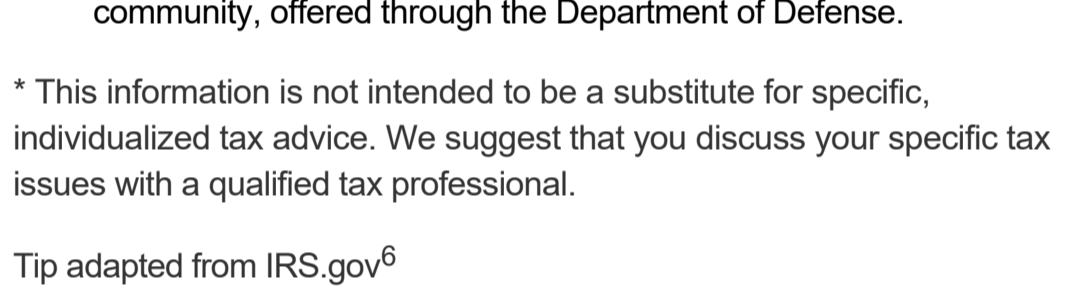 community, offered through the Department of Defense.
* This information is not intended to be a substitute for specific,
individualized tax advice. We suggest that you discuss your specific tax
issues with a qualified tax professional.
Tip adapted from IRS.gov⁶